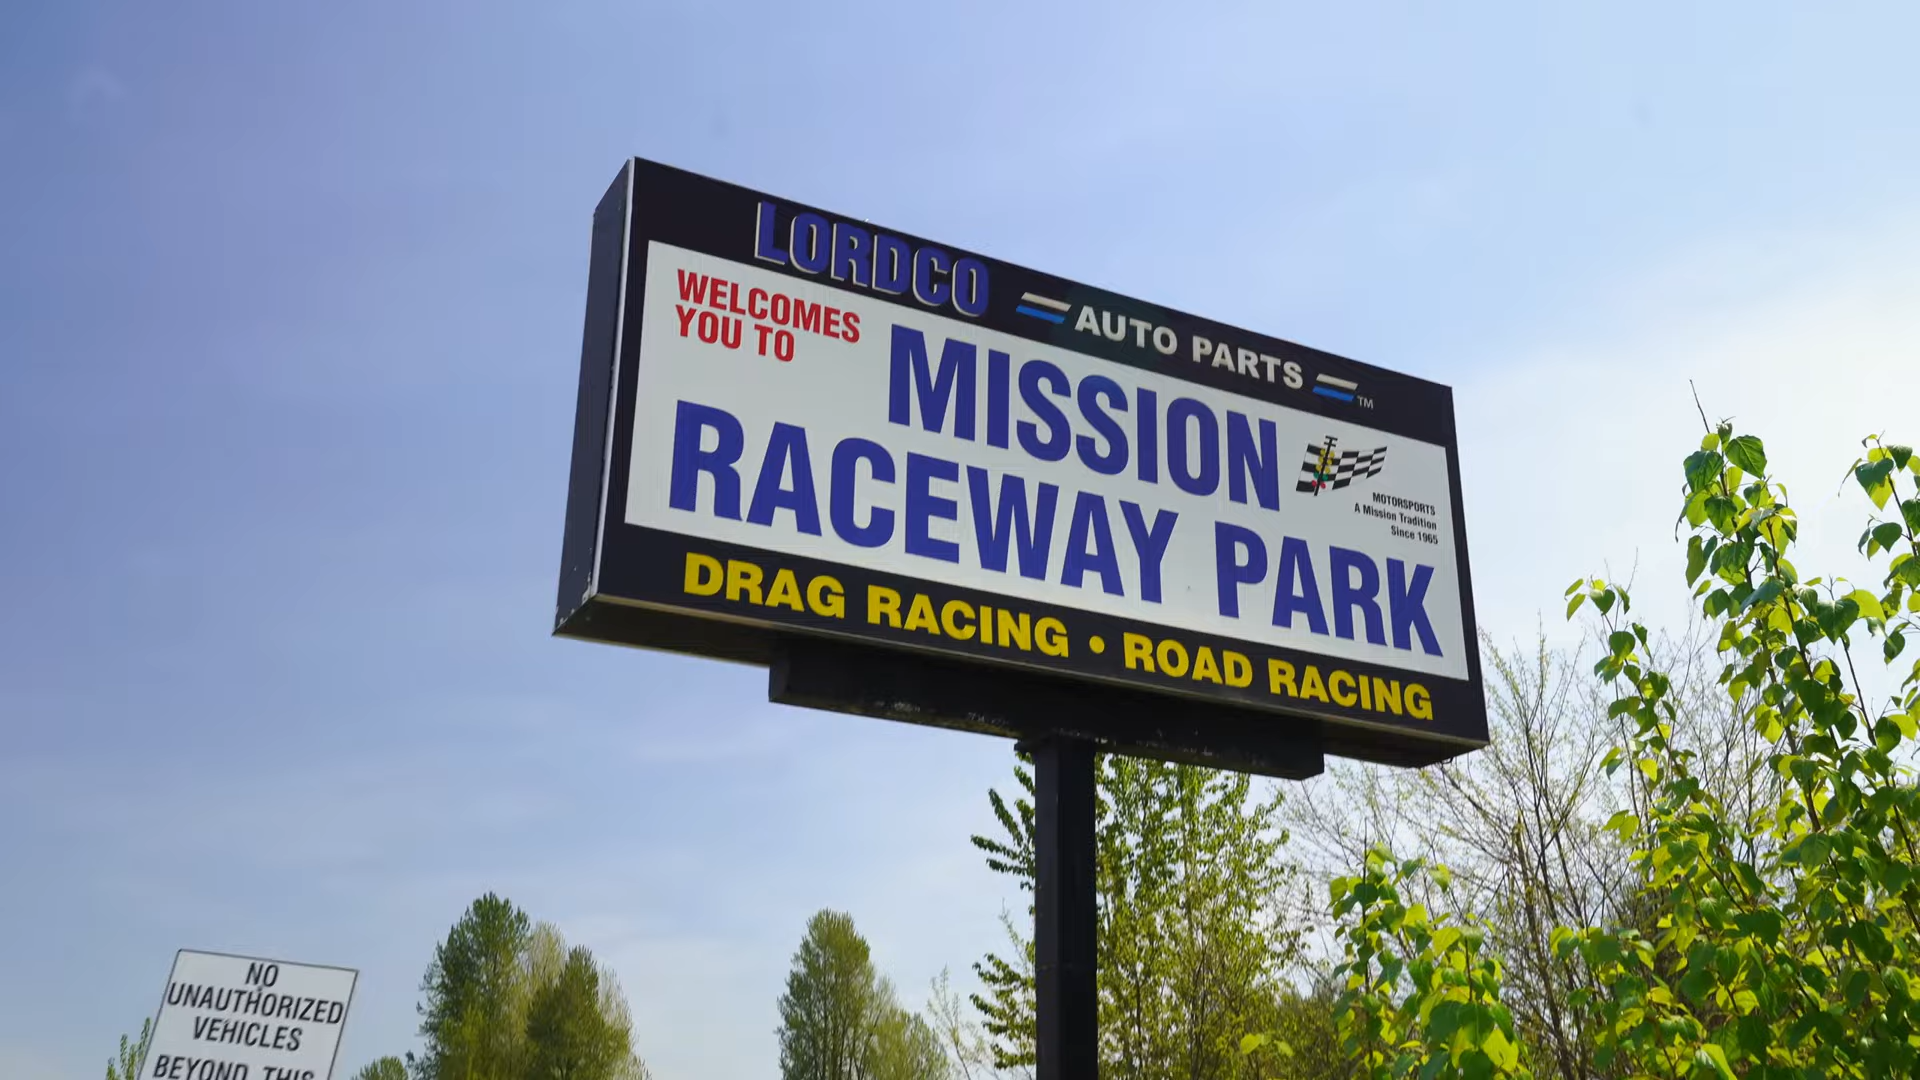 LORDCO AUTO PARTS TM
WELCOMES
YOU TO
MISSION
RACEWAY PARK
MOTORSPORTS
A Mission Tradition
Since 1965
DRAG RACING • ROAD RACING
NO
UNAUTHORIZED
VEHICLES
BEYOND THIS